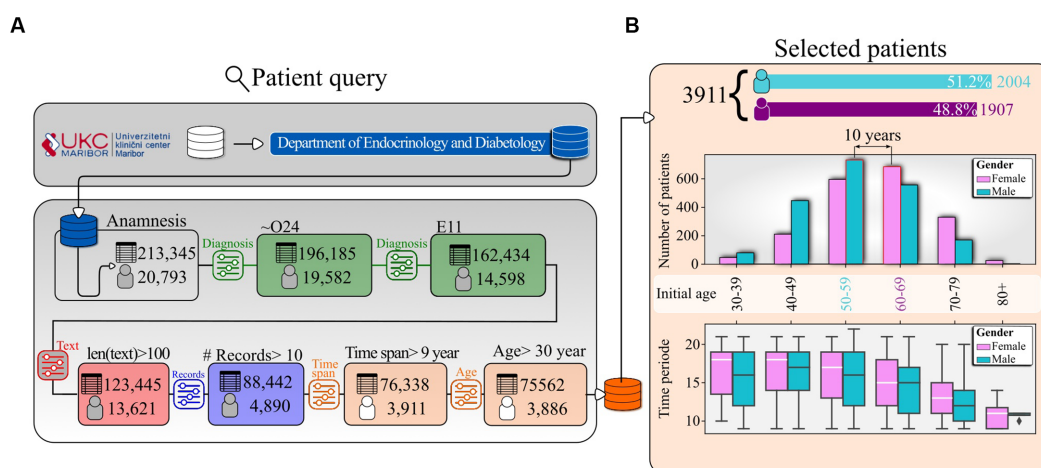 A
Patient query
UKC
MARIBOR
Univerzitetni
klinični center
Maribor
Department of Endocrinology and Diabetology
Anamnesis
213,345
20,793
Diagnosis
~O24
196,185
19,582
Diagnosis
E11
162,434
14,598
Text
len(text)>100
123,445
13,621
Records
# Records> 10
88,442
4,890
Time
span
Time span> 9 year
76,338
3,911
Age
Age> 30 year
75562
3,886
B
Selected patients
3911
51.2% 2004
48.8% 1907
10 years
Number of patients
600
400
200
0
Gender
Female
Male
Initial age
30-39
40-49
50-59
60-69
70-79
80+
Time periode
20
15
10
Gender
Female
Male